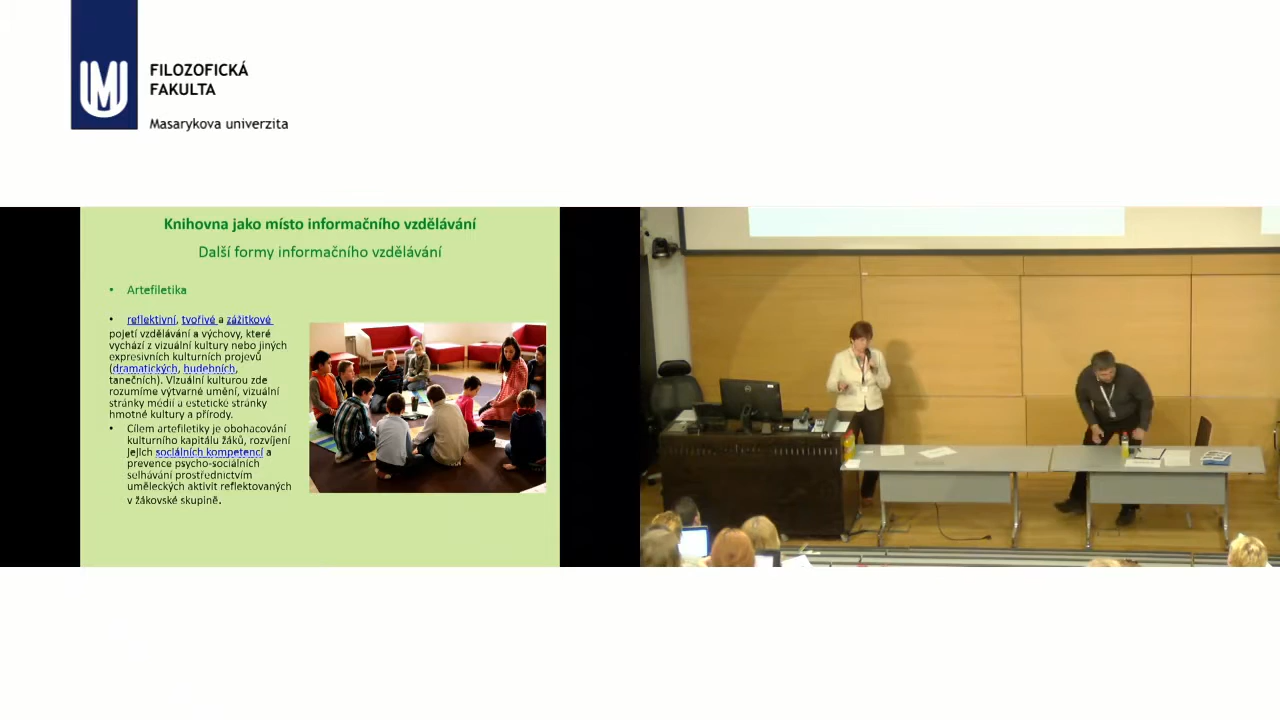 FILOZOFICKÁ
FAKULTA
Masarykova univerzita
Knihovna jako místo informačního vzdělávání
Další formy informačního vzdělávání
• Artefiletika
• reflektivní, tvořivé a zážitkové
pojetí vzdělávání a výchovy, které
vychází z vizuální kultury nebo jiných
expresivních kulturních projevů
(dramatických, hudebních,
tanečních). Vizuální kulturou zde
rozumíme výtvarné umění, vizuální
stránky médií a estetické stránky
hmotné kultury a přírody.
• Cílem artefiletiky je obohacování
kulturního kapitálu žáků, rozvíjení
jejich sociálních kompetencí a
prevence psycho-sociálních
selhávání prostřednictvím
uměleckých aktivit reflektovaných
v žákovské skupině.